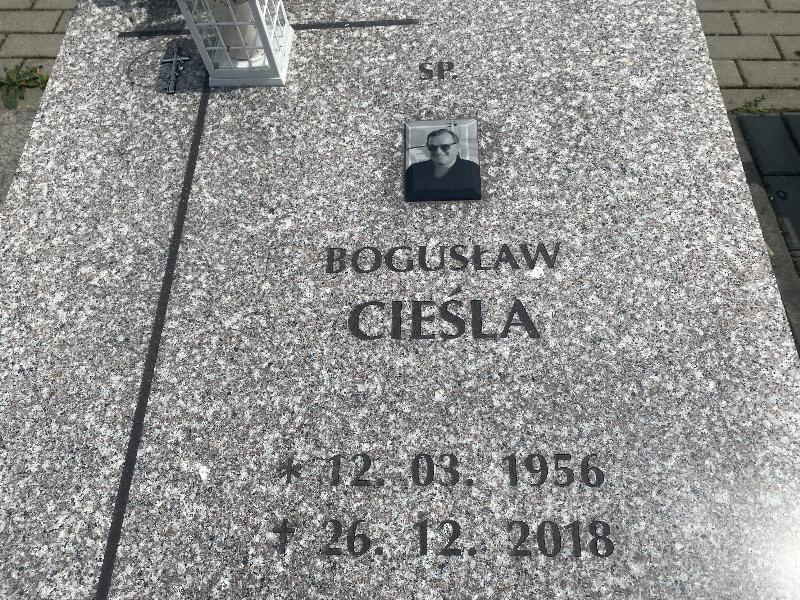 ŚP.
BOGUSŁAW
CIEŚLA
* 12. 03. 1956
† 26. 12. 2018